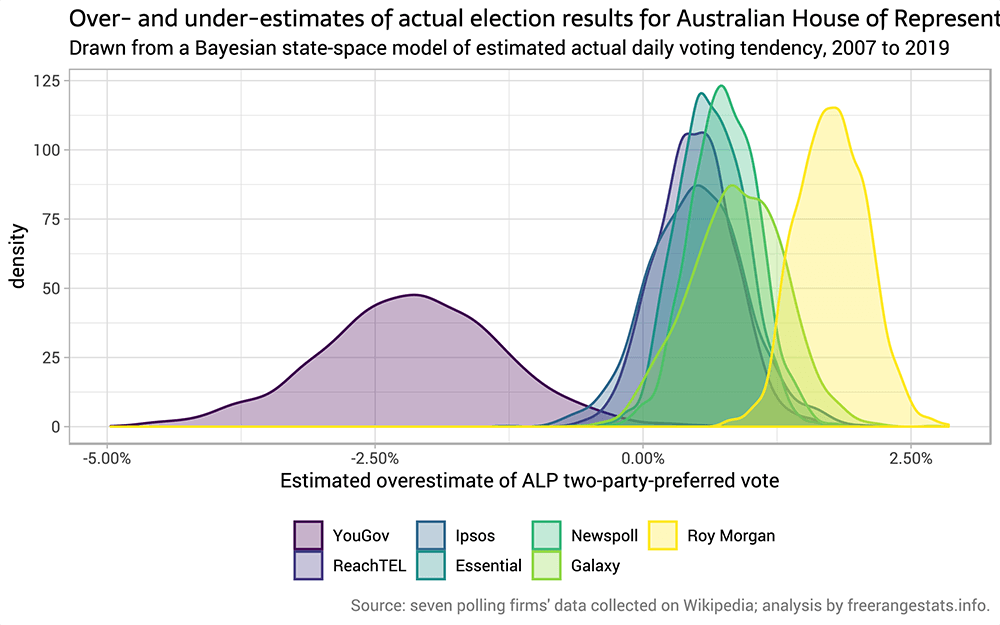 Over- and under-estimates of actual election results for Australian House of Represent
Drawn from a Bayesian state-space model of estimated actual daily voting tendency, 2007 to 2019
125
100
75
50
25
0
density
-5.00%
-2.50%
0.00%
2.50%
Estimated overestimate of ALP two-party-preferred vote
YouGov
Ipsos
Newspoll
Roy Morgan
ReachTEL
Essential
Galaxy
Source: seven polling firms' data collected on Wikipedia; analysis by freerangestats.info.